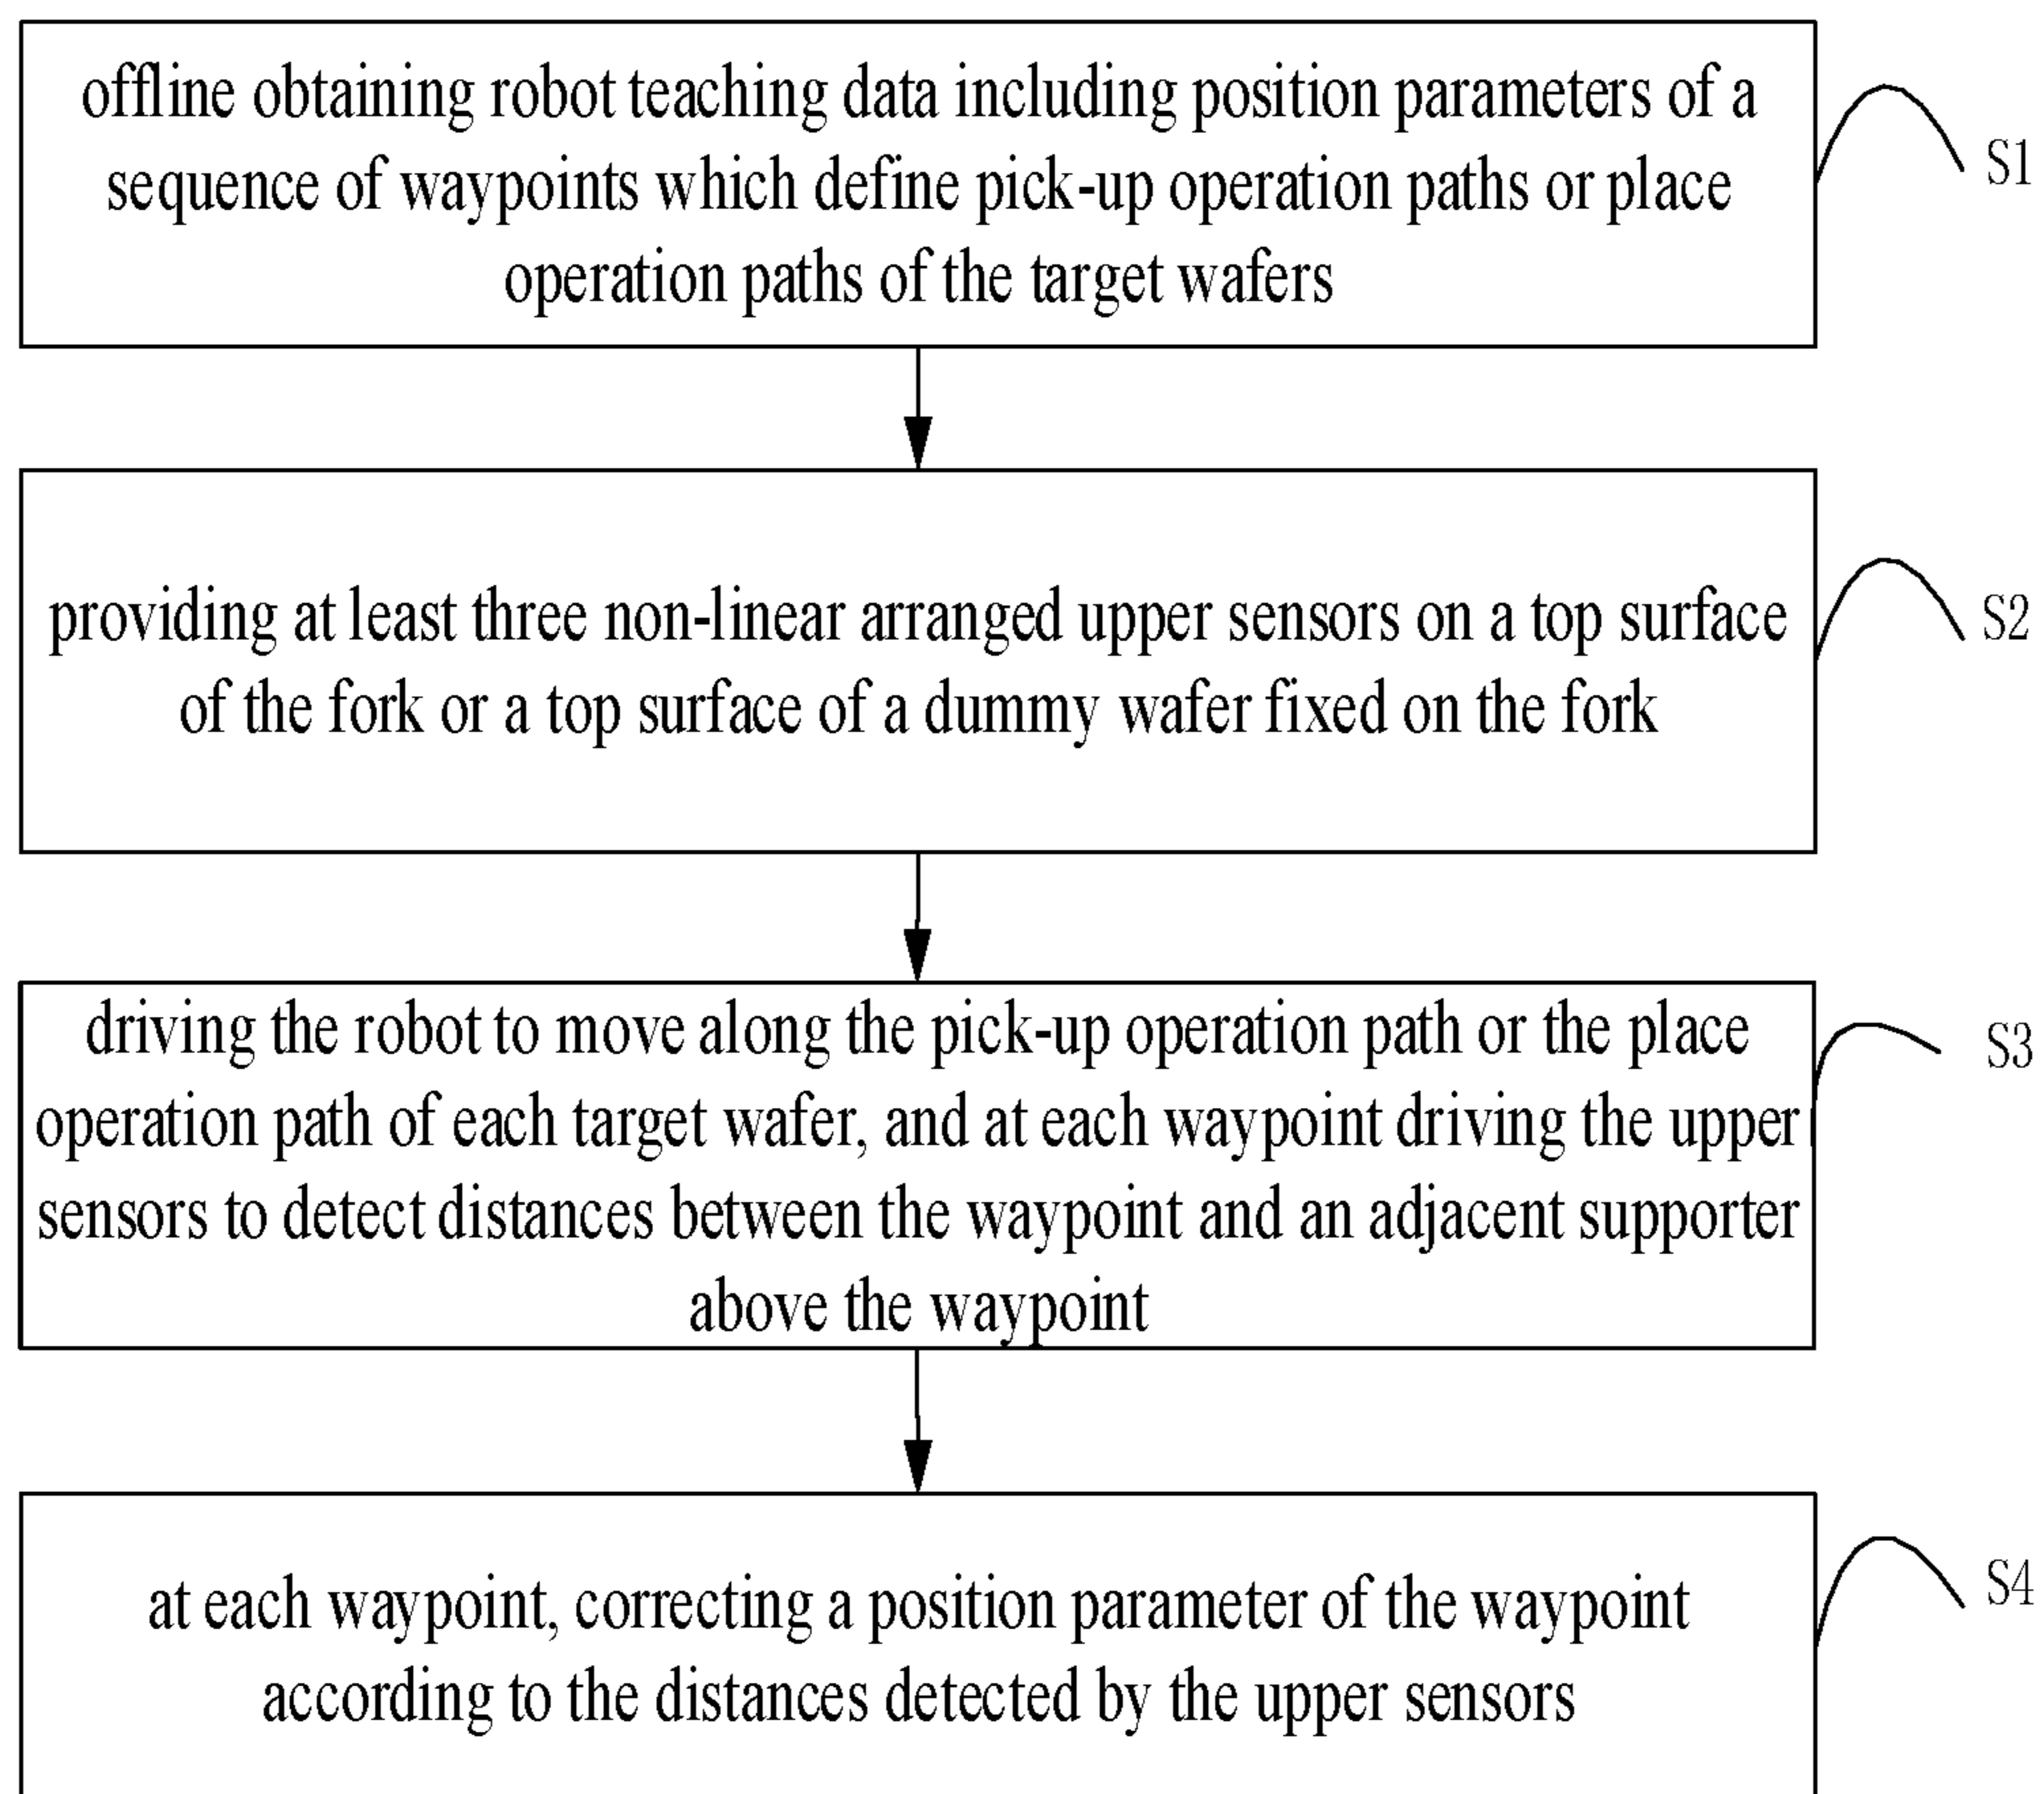 offline obtaining robot teaching data including position parameters of a
sequence of waypoints which define pick-up operation paths or place
operation paths of the target wafers
S1
providing at least three non-linear arranged upper sensors on a top surface
of the fork or a top surface of a dummy wafer fixed on the fork
S2
driving the robot to move along the pick-up operation path or the place
operation path of each target wafer, and at each waypoint driving the upper
sensors to detect distances between the waypoint and an adjacent supporter
above the waypoint
S3
at each waypoint, correcting a position parameter of the waypoint
according to the distances detected by the upper sensors
S4